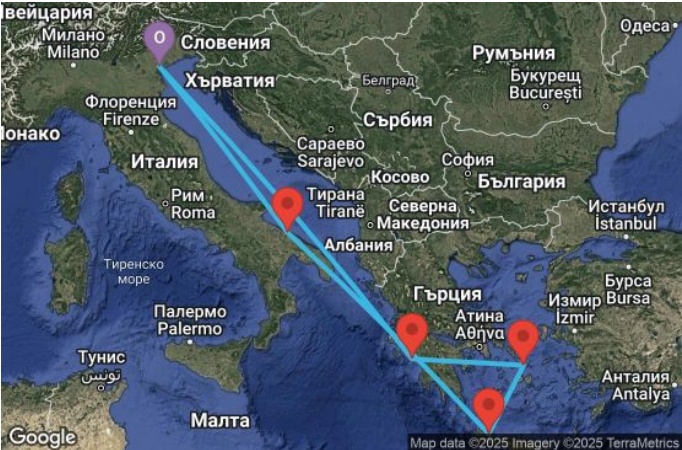 Швейцария
Милано
Milano
O
Словения
Хърватия
Одеса
Румъния
Букурещ
București
Белград
Флоренция
Firenze
Монако
Италия
Сърбия
Сараево
Sarajevo
София
Косово
България
Рим
Roma
Тирана
Tiranë
Северна
Македония
Истанбул
İstanbul
Албания
Тиренско
море
Гърция
Бурса
Bursa
Измир
İzmir
Атина
Αθήνα
Палермо
Palermo
Тунис
تونس
Анталия
Antalya
Малта
Google
Map data ©2025 Imagery ©2025 TerraMetrics